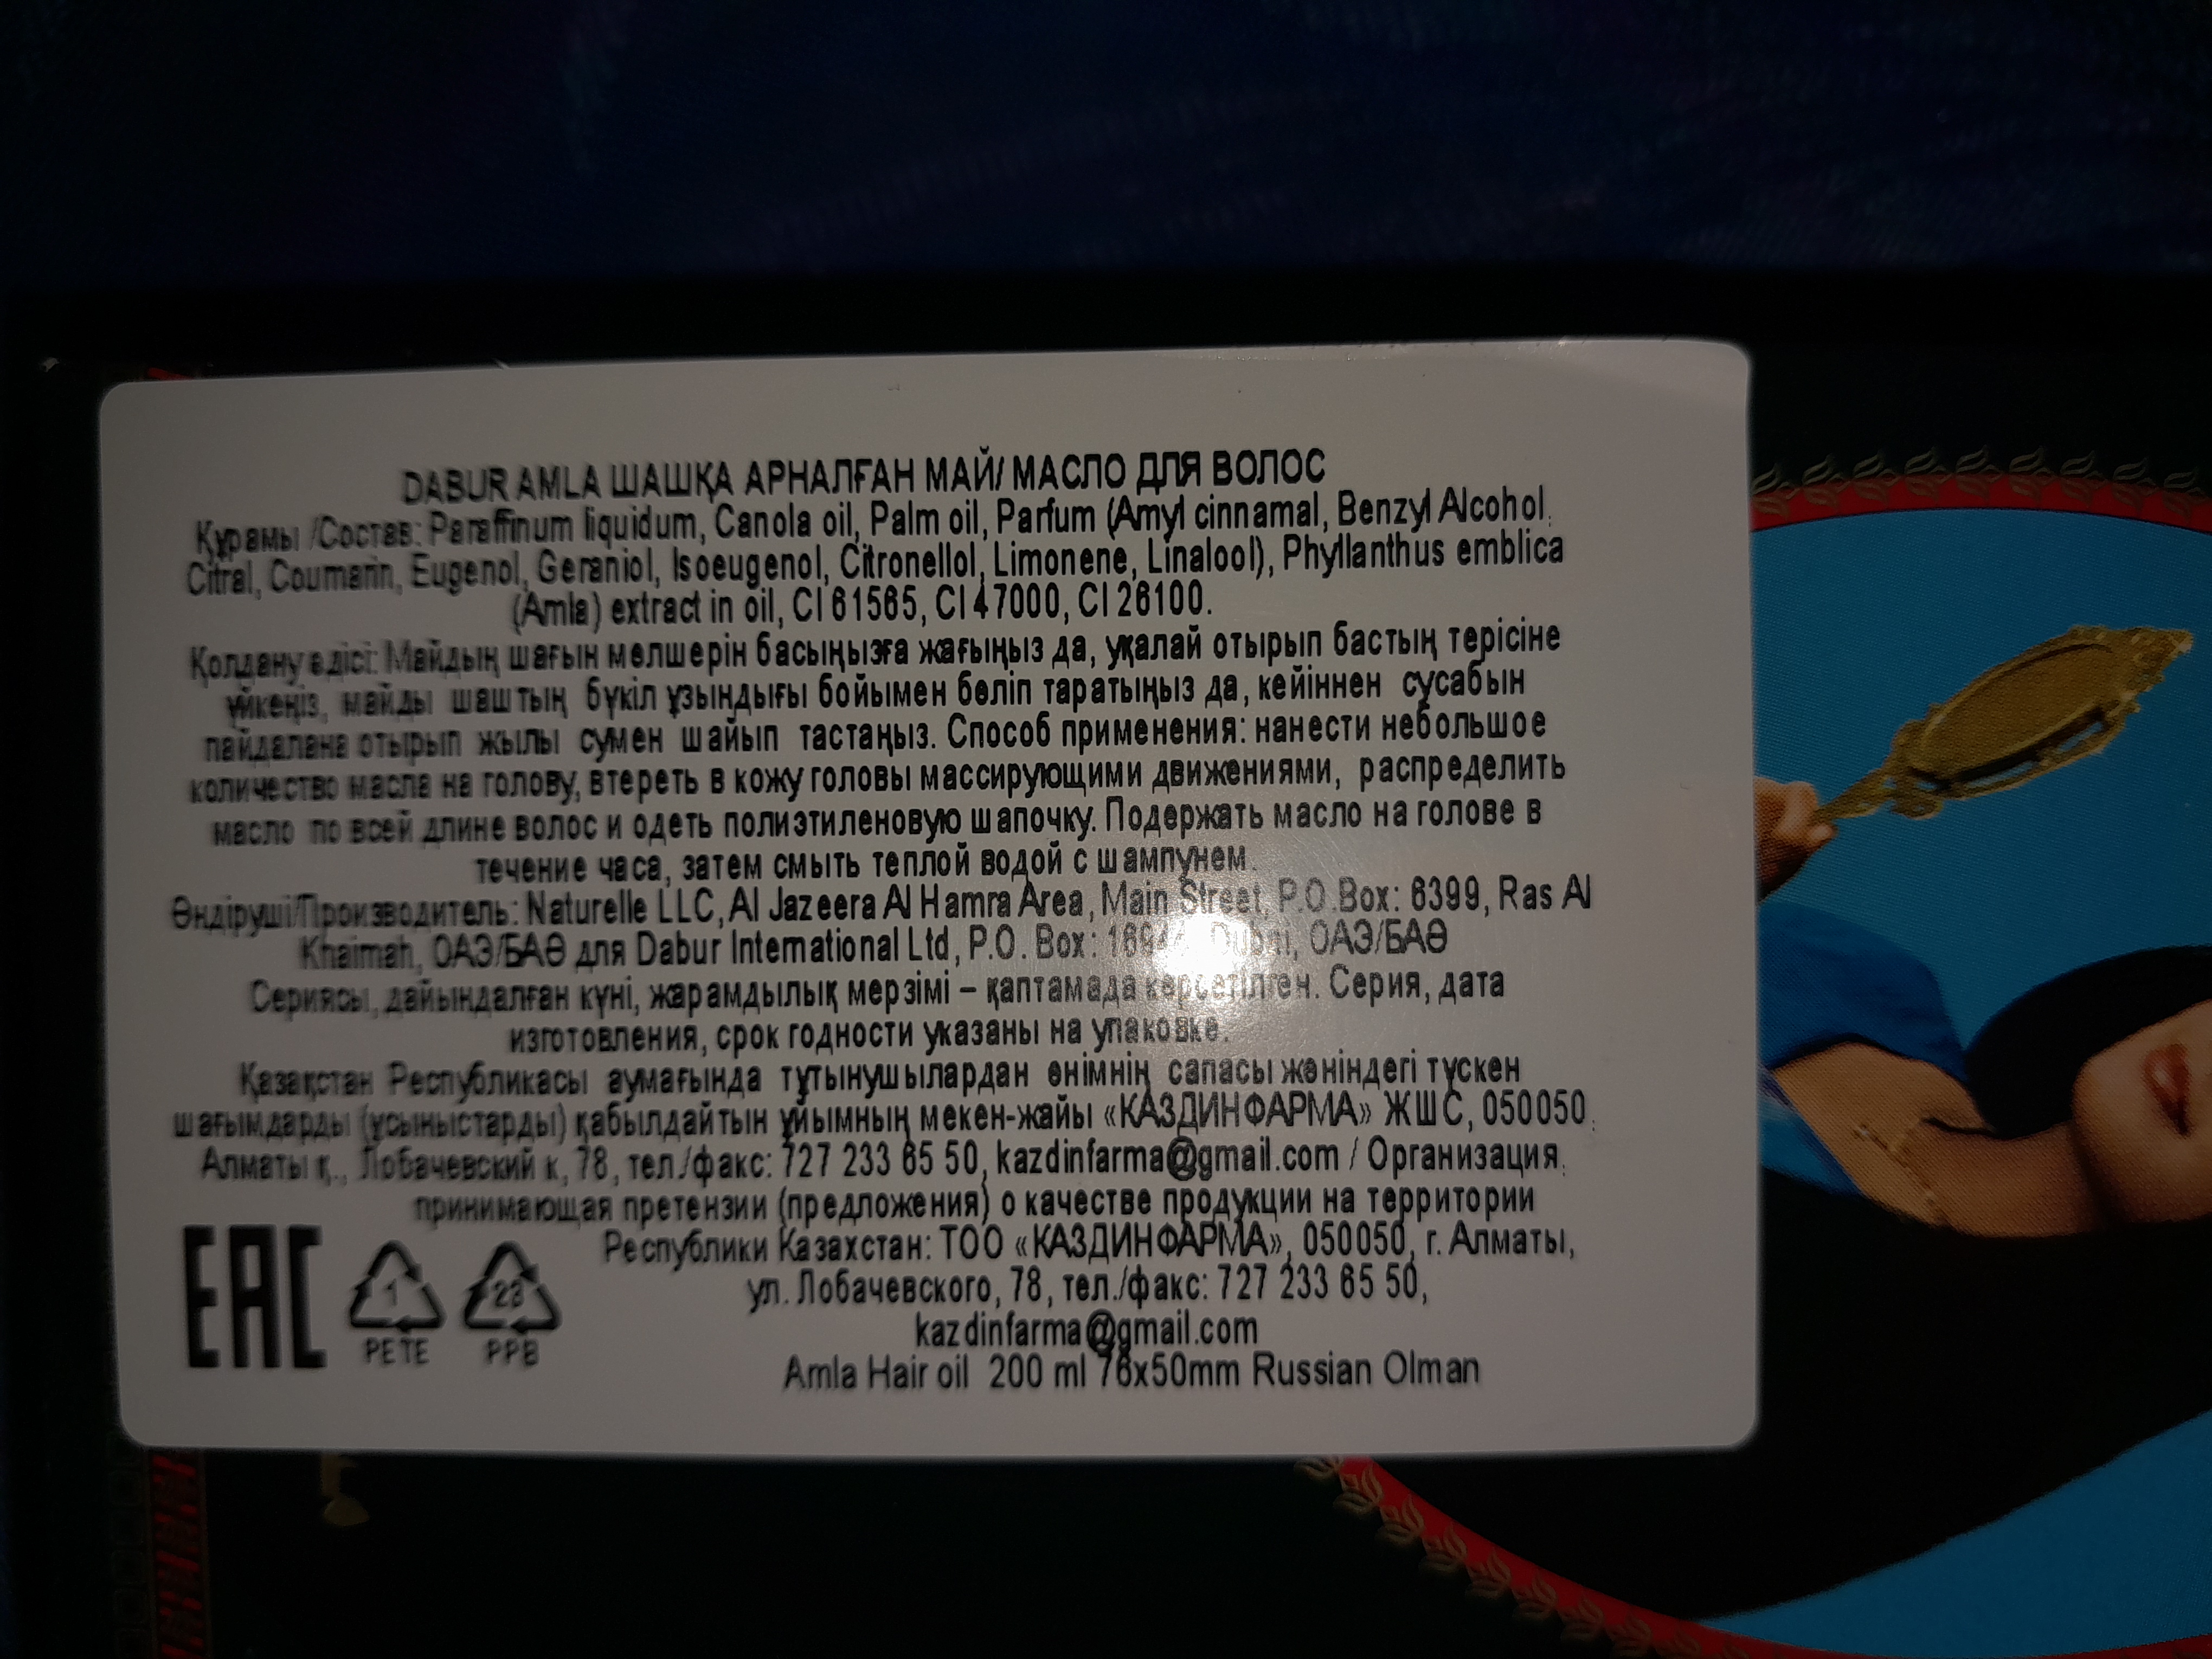 DABUR AMLA ШАШҚА АРНАЛҒАН МАЙ/ МАСЛО ДЛЯ ВОЛОС
Құрамы /Состав: Paraffinum liquidum, Canola oil, Palm oil, Parfum (Amyl cinnamal, Benzyl Alcohol,
Citral, Coumarin, Eugenol, Geraniol, Isoeugenol, Citronellol, Limonene, Linalool), Phyllanthus emblica
(Amla) extract in oil, CI 61565, CI 47000, CI 26100.
Қолдану әдісі: Майдың шағын мөлшерін басыңызға жағыңыз да, уқалай отырып бастың терісіне
үйкеңіз, майды шаштың бүкіл ұзындығы бойымен бөліп таратыңыз да, кейіннен сусабын
пайдалана отырып жылы сумен шайып тастаңыз. Способ применения: нанести небольшое
количество масла на голову, втереть в кожу головы массирующими движениями, распределить
масло по всей длине волос и одеть полиэтиленовую шапочку. Подержать масло на голове в
течение часа, затем смыть теплой водой с шампунем.
Өндіруші/Производитель: Naturelle LLC, Al Jazeera Al Hamra Area, Main Street, P.O.Box: 6399, Ras Al
Khaimah, ОАЭ/БАӘ для Dabur International Ltd, P.O. Box: Dubai, ОАЭ/БАӘ
Сериясы, дайындалған күні, жарамдылық мерзімі – қаптамада көрсетілген. Серия, дата
изготовления, срок годности указаны на упаковке.
Қазақстан Республикасы аумағында тұтынушылардан өнімнің сапасы жөніндегі түскен
шағымдарды (ұсыныстарды) қабылдайтын ұйымның мекен-жайы «КАЗДИНФАРМА» ЖШС, 050050,
Алматы қ., Лобачевский к, 78, тел./факс: 727 233 65 50, kazdinfarma@gmail.com / Организация,
принимающая претензии (предложения) о качестве продукции на территории
Республики Казахстан: ТОО «КАЗДИНФАРМА», 050050, г. Алматы,
ул. Лобачевского, 78, тел./факс: 727 233 65 50,
kazdinfarma@gmail.com
Amla Hair oil 200 ml 76x50mm Russian Olman
EAC
1
PETE
23
PPB